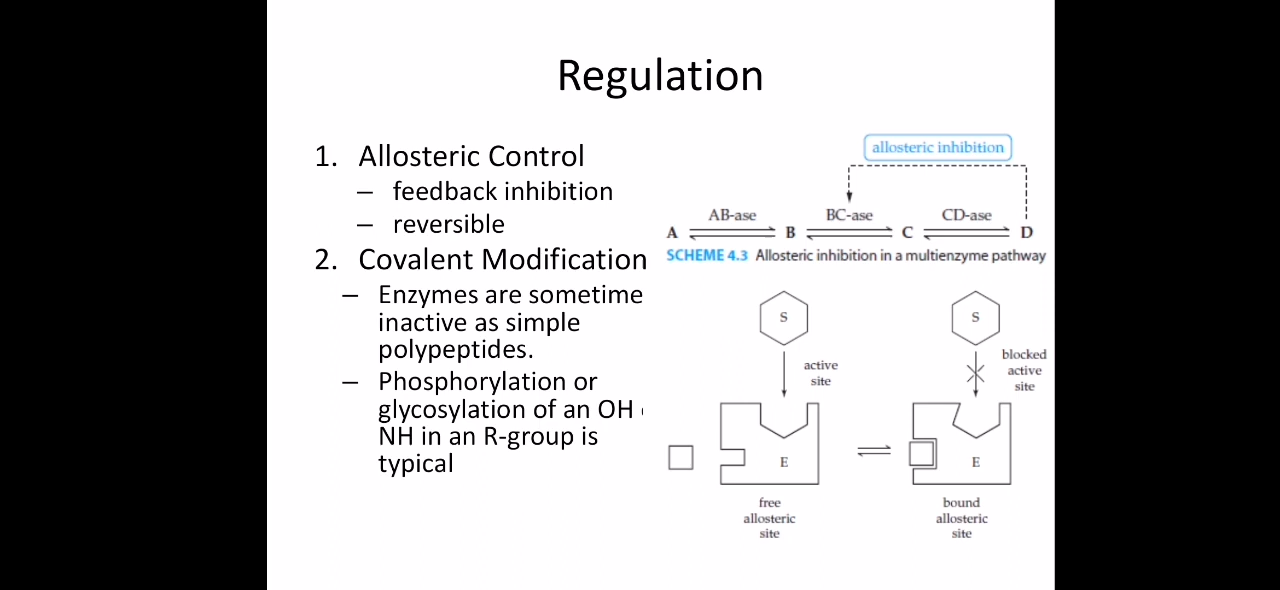 Regulation
1. Allosteric Control
– feedback inhibition
– reversible
2. Covalent Modification
– Enzymes are sometime
inactive as simple
polypeptides.
– Phosphorylation or
glycosylation of an OH
NH in an R-group is
typical
allosteric inhibition
AB-ase BC-ase CD-ase
A B C D
SCHEME 4.3 Allosteric inhibition in a multienzyme pathway
S S
active
site
blocked
active
site
E E
free
allosteric
site
bound
allosteric
site